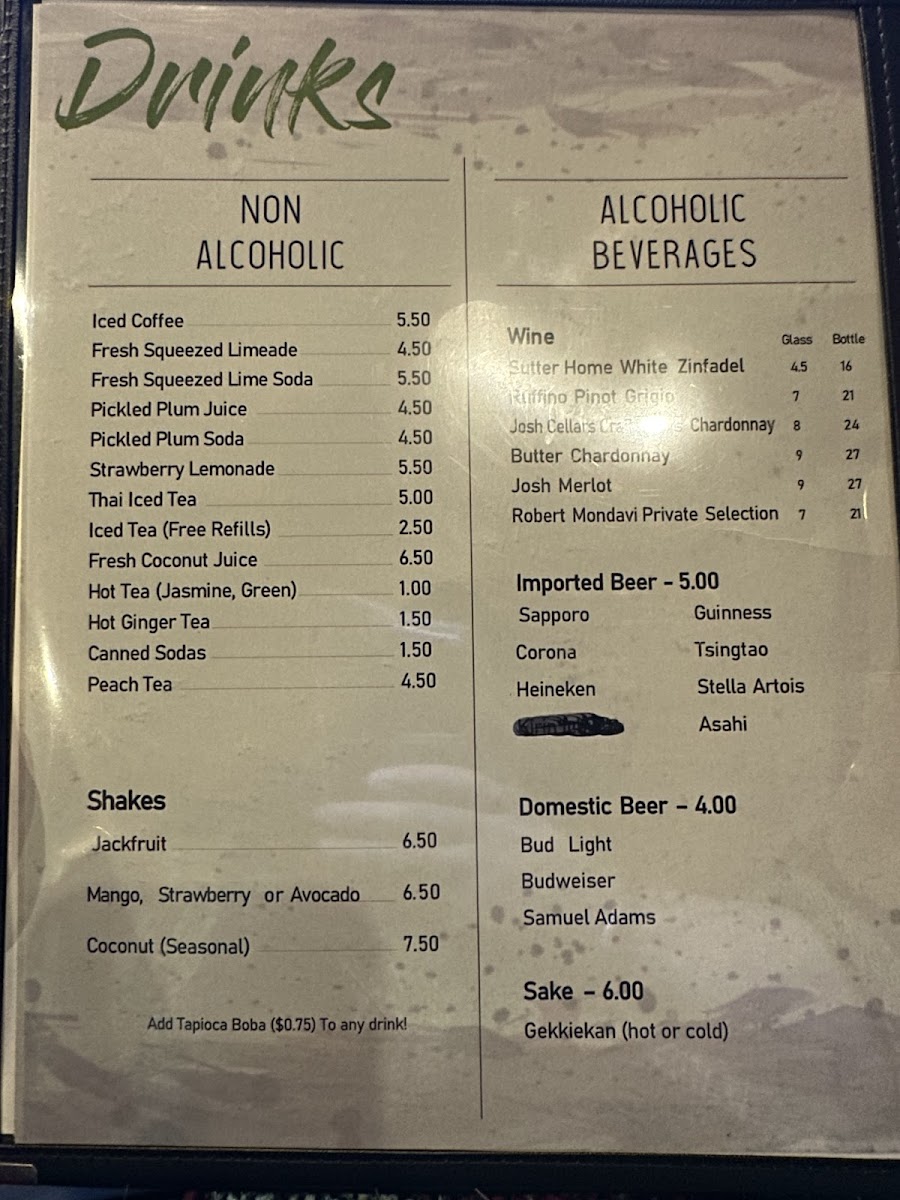 Drinks
NON
ALCOHOLIC
Iced Coffee 5.50
Fresh Squeezed Limeade 4.50
Fresh Squeezed Lime Soda 5.50
Pickled Plum Juice 4.50
Pickled Plum Soda 4.50
Strawberry Lemonade 5.50
Thai Iced Tea 5.00
Iced Tea (Free Refills) 2.50
Fresh Coconut Juice 6.50
Hot Tea (Jasmine, Green) 1.00
Hot Ginger Tea 1.50
Canned Sodas 1.50
Peach Tea 4.50
Shakes
Jackfruit 6.50
Mango, Strawberry or Avocado 6.50
Coconut (Seasonal) 7.50
Add Tapioca Boba ($0.75) To any drink!
ALCOHOLIC
BEVERAGES
Wine Glass Bottle
Sutter Home White Zinfadel 4.5 16
Ruffino Pinot Grigio 7 21
Josh Cellars Chardonnay 8 24
Butter Chardonnay 9 27
Josh Merlot 9 27
Robert Mondavi Private Selection 7 21
Imported Beer - 5.00
Sapporo Guinness
Corona Tsingtao
Heineken Stella Artois
Asahi
Domestic Beer - 4.00
Bud Light
Budweiser
Samuel Adams
Sake - 6.00
Gekkiekan (hot or cold)